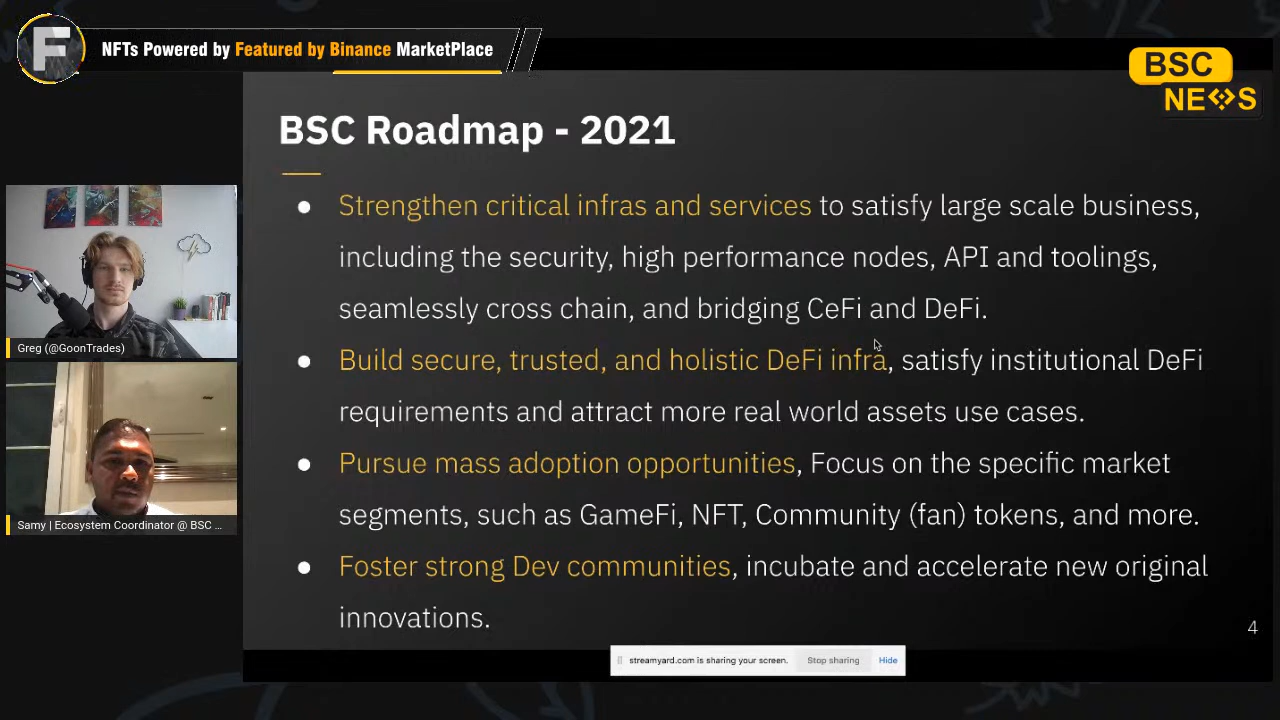 F
NFTs Powered by Featured by Binance MarketPlace
BSC
NEWS
BSC Roadmap - 2021
● Strengthen critical infras and services to satisfy large scale business,
including the security, high performance nodes, API and toolings,
seamlessly cross chain, and bridging CeFi and DeFi.
● Build secure, trusted, and holistic DeFi infra, satisfy institutional DeFi
requirements and attract more real world assets use cases.
● Pursue mass adoption opportunities, Focus on the specific market
segments, such as GameFi, NFT, Community (fan) tokens, and more.
● Foster strong Dev communities, incubate and accelerate new original
innovations.
4
Greg (@GoonTrades)
Samy | Ecosystem Coordinator @ BSC ...
streamyard.com is sharing your screen. Stop sharing Hide